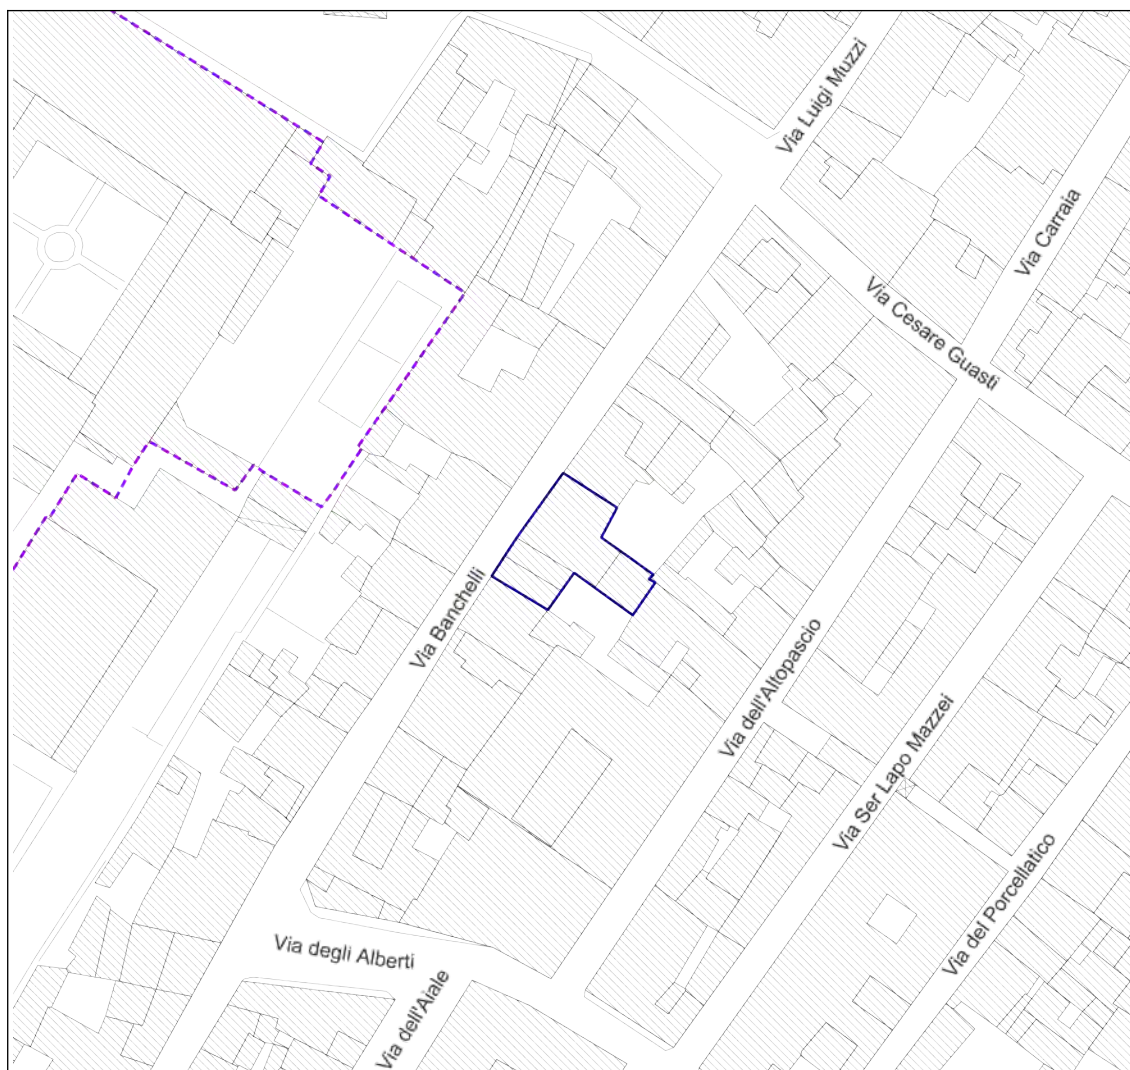 Via Luigi Muzzi
Via Carraia
Via Cesare Guasti
Via Banchelli
Via dell'Altopascio
Via Ser Lapo Mazzei
Via del Porcellatico
Via degli Alberti
Via dell'Aiale